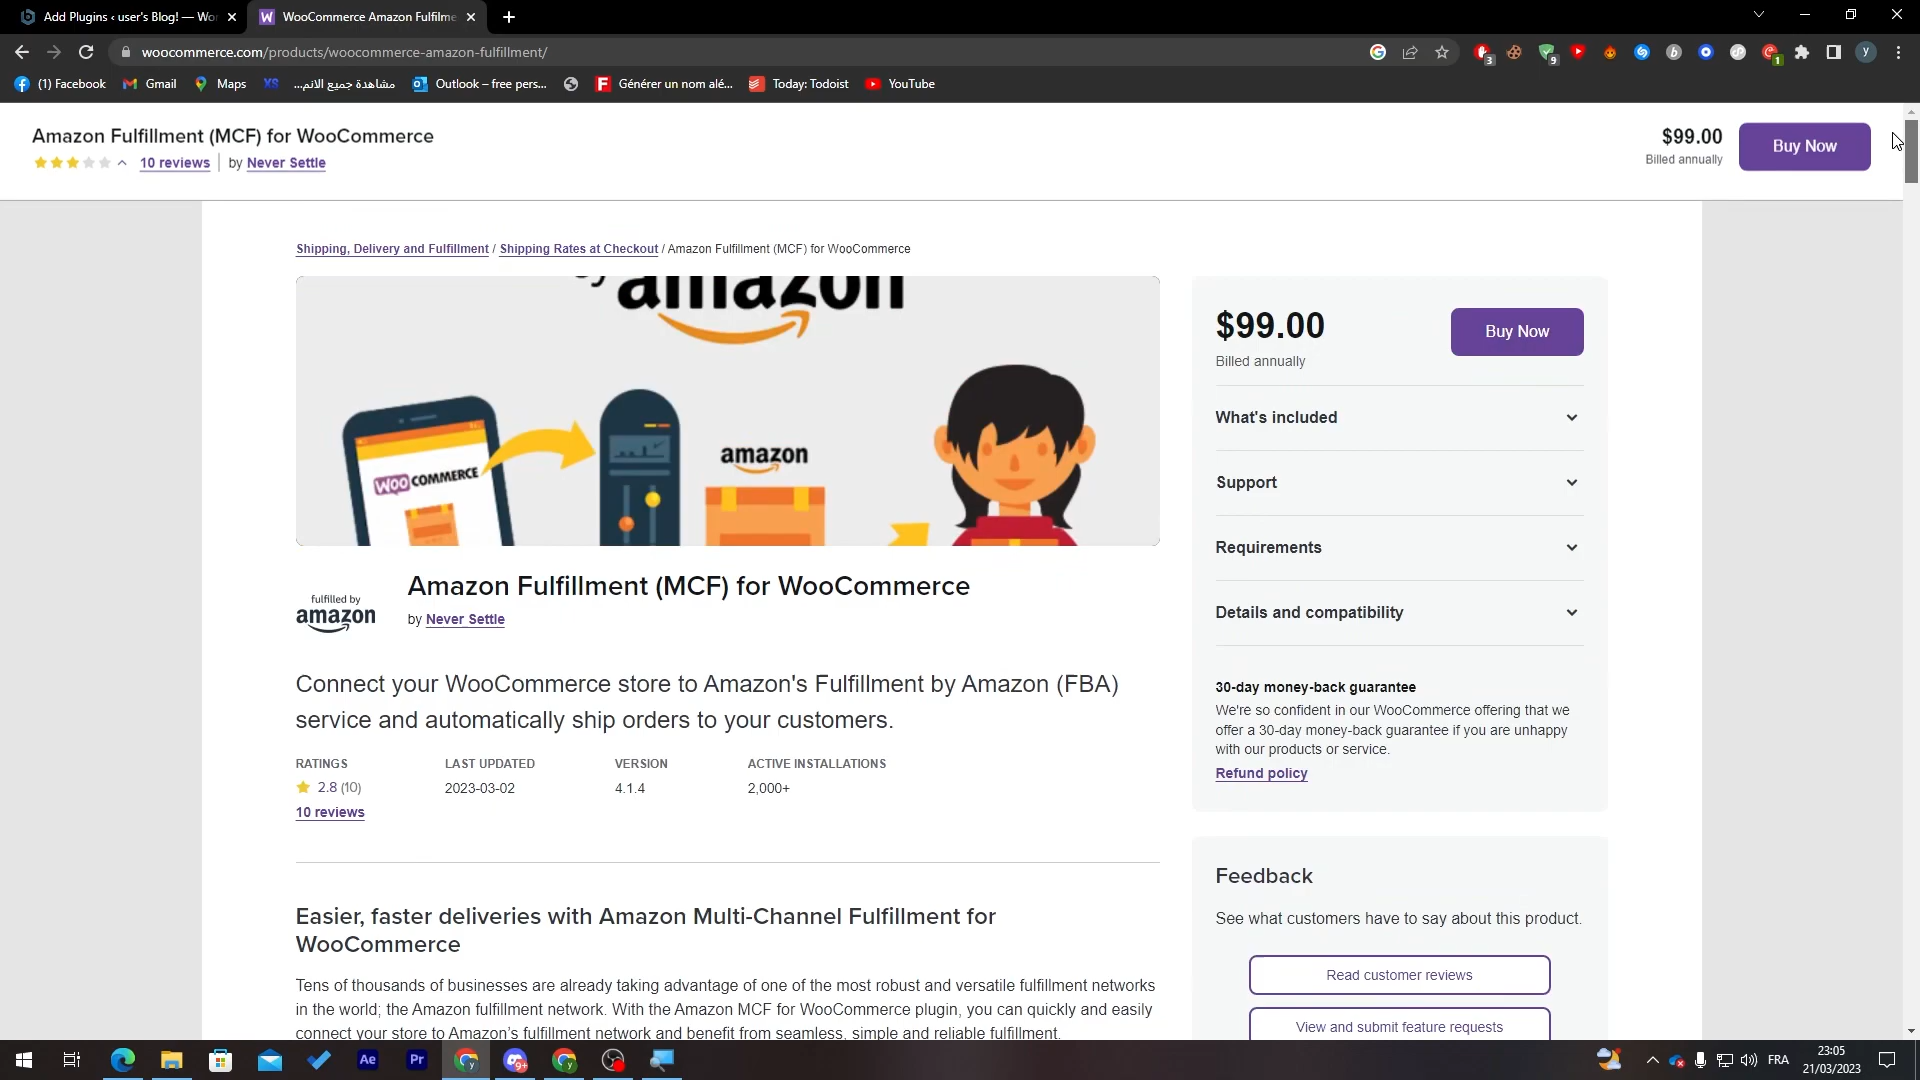 Add Plugins ‹ user's Blog! — Wor
WooCommerce Amazon Fulfilme
woocommerce.com/products/woocommerce-amazon-fulfillment/
3
9
1
y
(1) Facebook
Gmail
Maps
XS
مشاهدة جميع الانم...
Outlook – free pers...
Générer un nom alé...
Today: Todoist
YouTube
Amazon Fulfillment (MCF) for WooCommerce
10 reviews
by Never Settle
$99.00
Billed annually
Buy Now
Shipping, Delivery and Fulfillment / Shipping Rates at Checkout / Amazon Fulfillment (MCF) for WooCommerce
by amazon
WOO COMMERCE
amazon
$99.00
Billed annually
Buy Now
What's included
Support
Requirements
Details and compatibility
30-day money-back guarantee
We're so confident in our WooCommerce offering that we
offer a 30-day money-back guarantee if you are unhappy
with our products or service.
Refund policy
fulfilled by
amazon
Amazon Fulfillment (MCF) for WooCommerce
by Never Settle
Connect your WooCommerce store to Amazon's Fulfillment by Amazon (FBA)
service and automatically ship orders to your customers.
RATINGS
2.8 (10)
10 reviews
LAST UPDATED
2023-03-02
VERSION
4.1.4
ACTIVE INSTALLATIONS
2,000+
Feedback
See what customers have to say about this product.
Read customer reviews
View and submit feature requests
Easier, faster deliveries with Amazon Multi-Channel Fulfillment for
WooCommerce
Tens of thousands of businesses are already taking advantage of one of the most robust and versatile fulfillment networks
in the world; the Amazon fulfillment network. With the Amazon MCF for WooCommerce plugin, you can quickly and easily
connect your store to Amazon's fulfillment network and benefit from seamless, simple and reliable fulfillment.
Ae
Pr
9+
FRA
23:05
21/03/2023